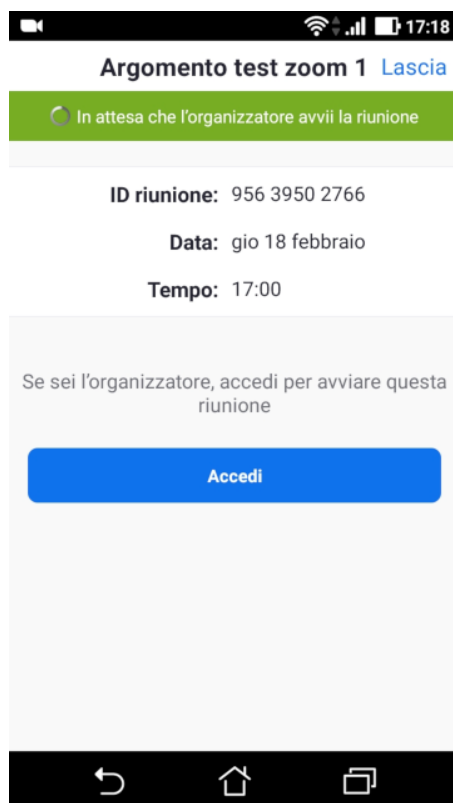 17:18
Argomento test zoom 1 Lascia
In attesa che l'organizzatore avvii la riunione
ID riunione: 956 3950 2766
Data: gio 18 febbraio
Tempo: 17:00
Se sei l'organizzatore, accedi per avviare questa
riunione
Accedi